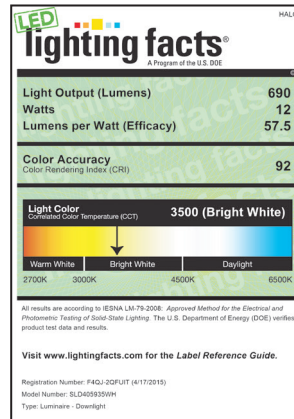 LED
HALO
lighting facts®
A Program of the U.S. DOE
Light Output (Lumens) 690
Watts 12
Lumens per Watt (Efficacy) 57.5
Color Accuracy 92
Color Rendering Index (CRI)
Light Color 3500 (Bright White)
Correlated Color Temperature (CCT)
Warm White Bright White Daylight
2700K 3000K 4500K 6500K
All results are according to IESNA LM-79-2008: Approved Method for the Electrical and
Photometric Testing of Solid-State Lighting. The U.S. Department of Energy (DOE) verifies
product test data and results.
Visit www.lightingfacts.com for the Label Reference Guide.
Registration Number: F4QJ-2QFUIT (4/17/2015)
Model Number: SLD405935WH
Type: Luminaire - Downlight